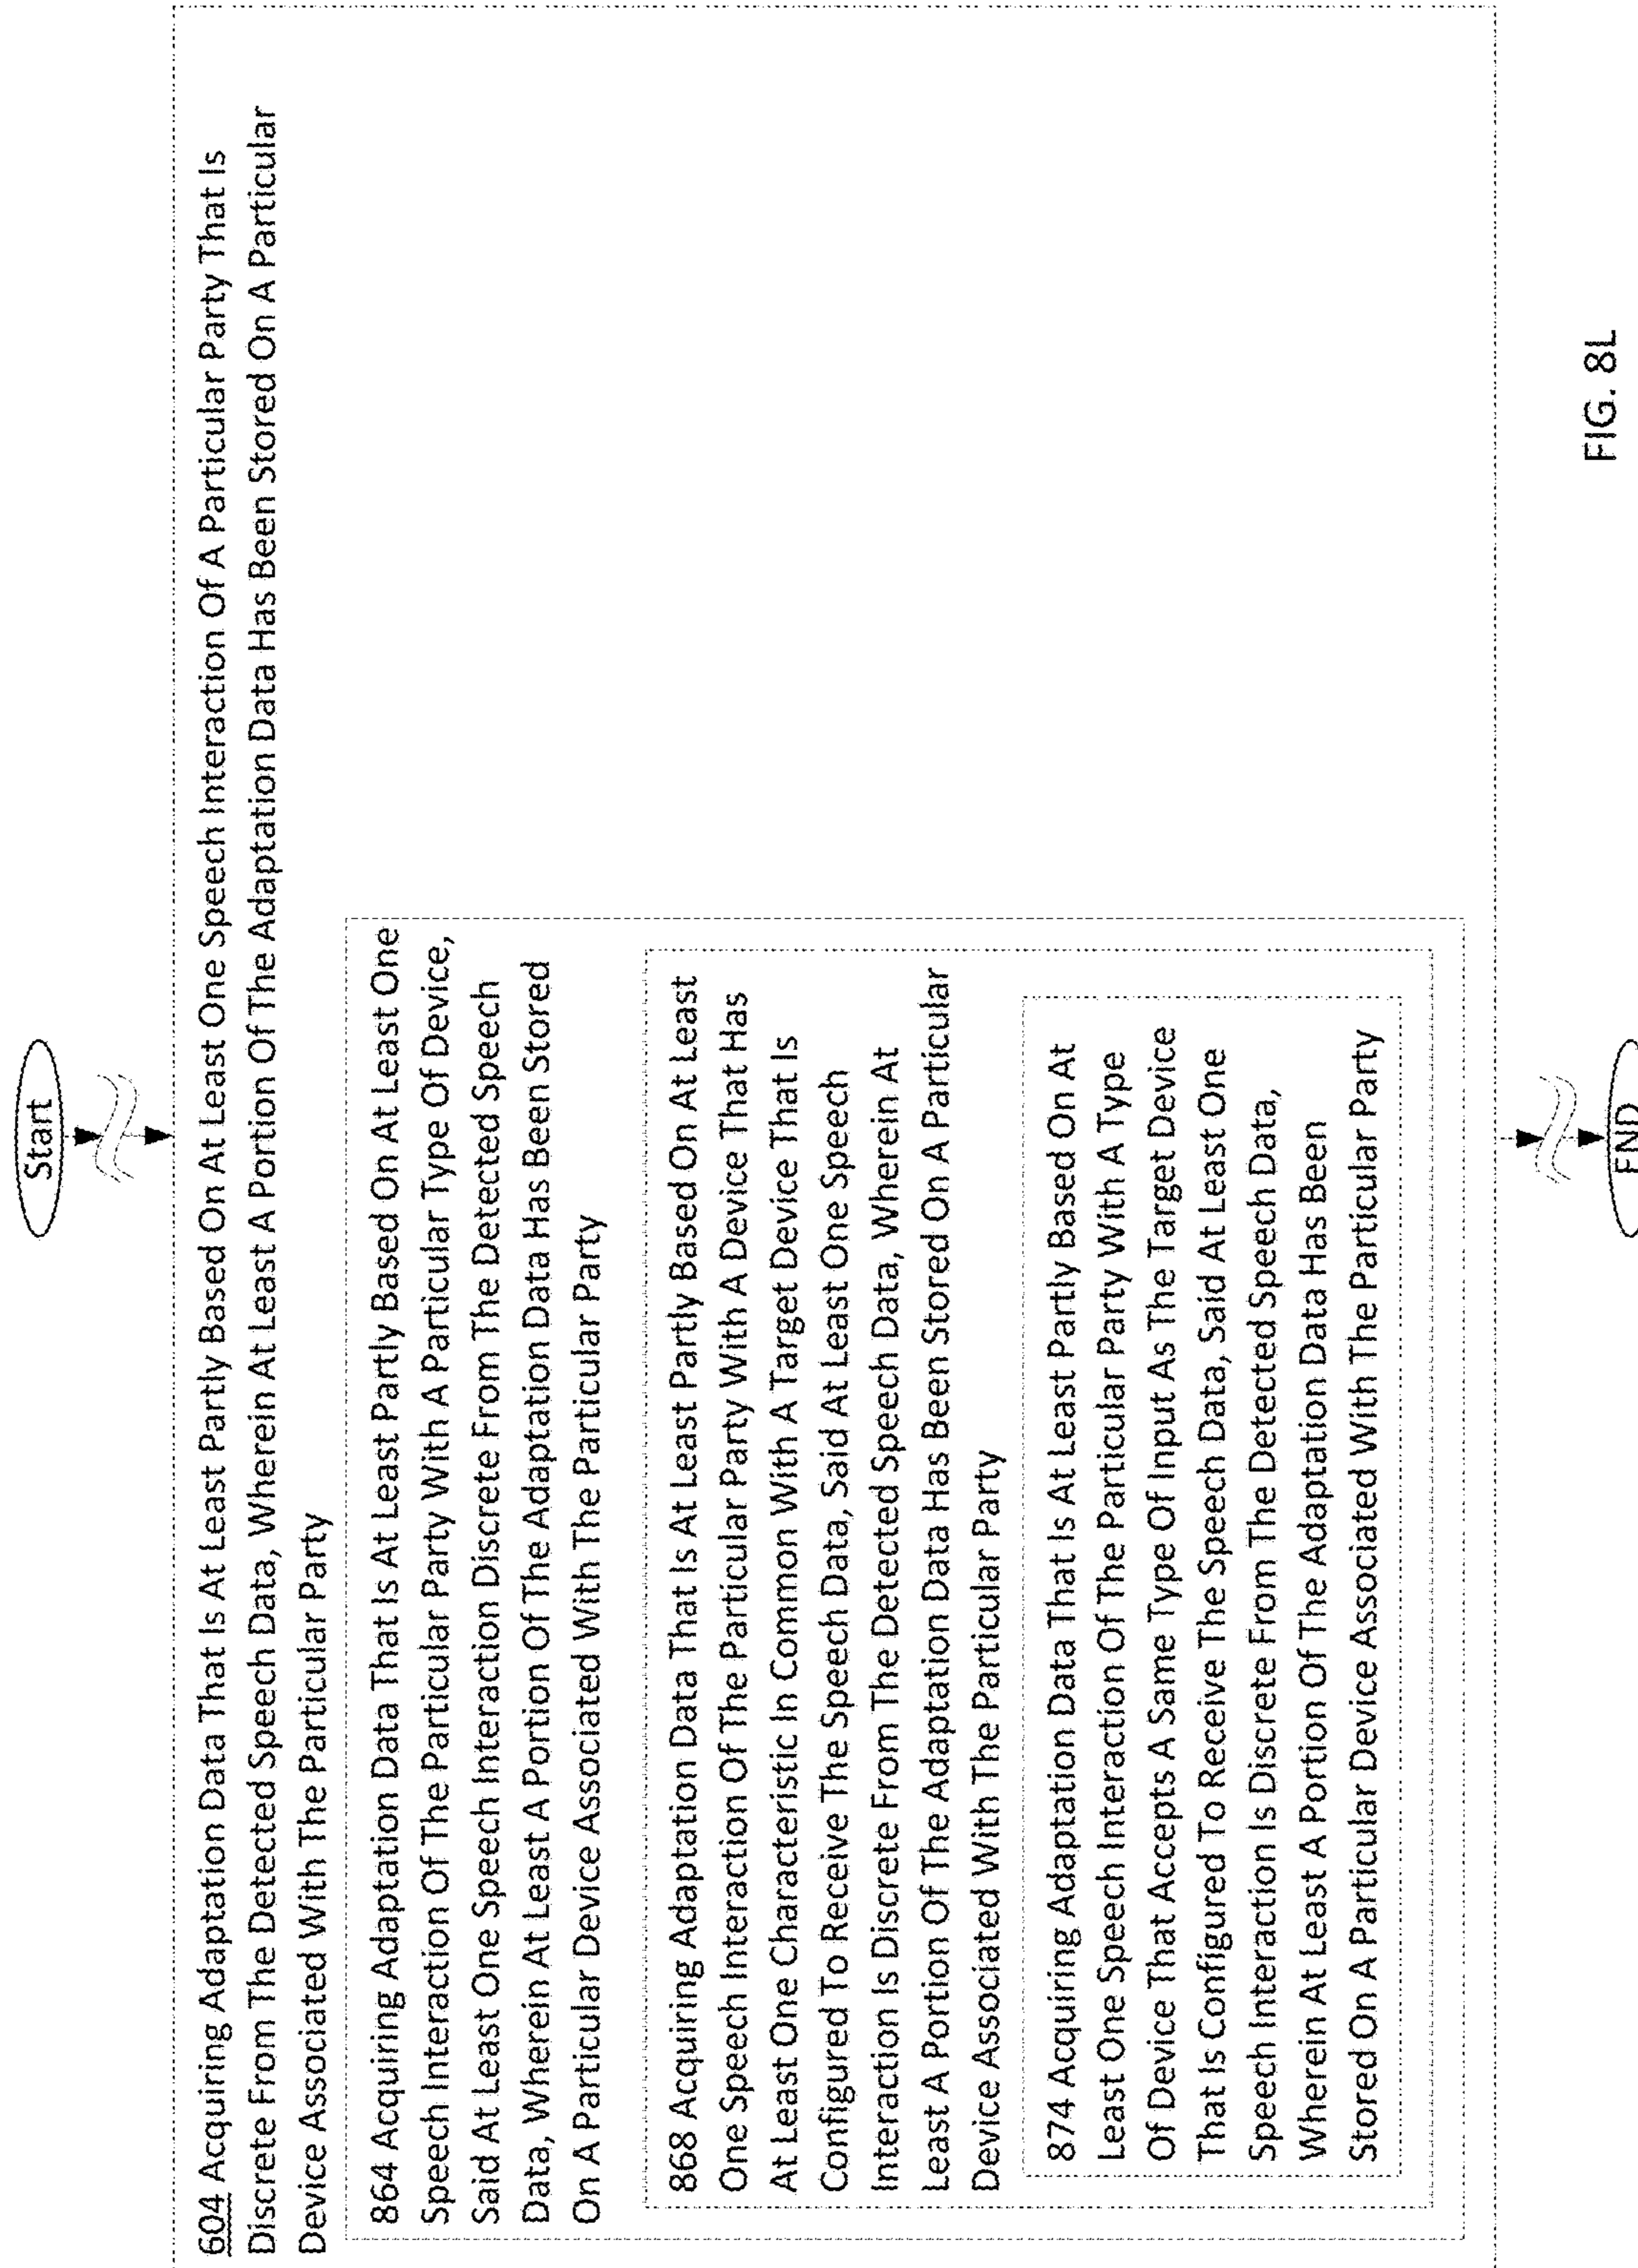 Start
604 Acquiring Adaptation Data That Is At Least Partly Based On At Least One Speech Interaction Of A Particular Party That Is
Discrete From The Detected Speech Data, Wherein At Least A Portion Of The Adaptation Data Has Been Stored On A Particular
Device Associated With The Particular Party
864 Acquiring Adaptation Data That Is At Least Partly Based On At Least One
Speech Interaction Of The Particular Party With A Particular Type Of Device,
Said At Least One Speech Interaction Discrete From The Detected Speech
Data, Wherein At Least A Portion Of The Adaptation Data Has Been Stored
On A Particular Device Associated With The Particular Party
868 Acquiring Adaptation Data That Is At Least Partly Based On At Least
One Speech Interaction Of The Particular Party With A Device That Has
At Least One Characteristic In Common With A Target Device That Is
Configured To Receive The Speech Data, Said At Least One Speech
Interaction Is Discrete From The Detected Speech Data, Wherein At
Least A Portion Of The Adaptation Data Has Been Stored On A Particular
Device Associated With The Particular Party
874 Acquiring Adaptation Data That Is At Least Partly Based On At
Least One Speech Interaction Of The Particular Party With A Type
Of Device That Accepts A Same Type Of Input As The Target Device
That Is Configured To Receive The Speech Data, Said At Least One
Speech Interaction Is Discrete From The Detected Speech Data,
Wherein At Least A Portion Of The Adaptation Data Has Been
Stored On A Particular Device Associated With The Particular Party
END
FIG. 8L